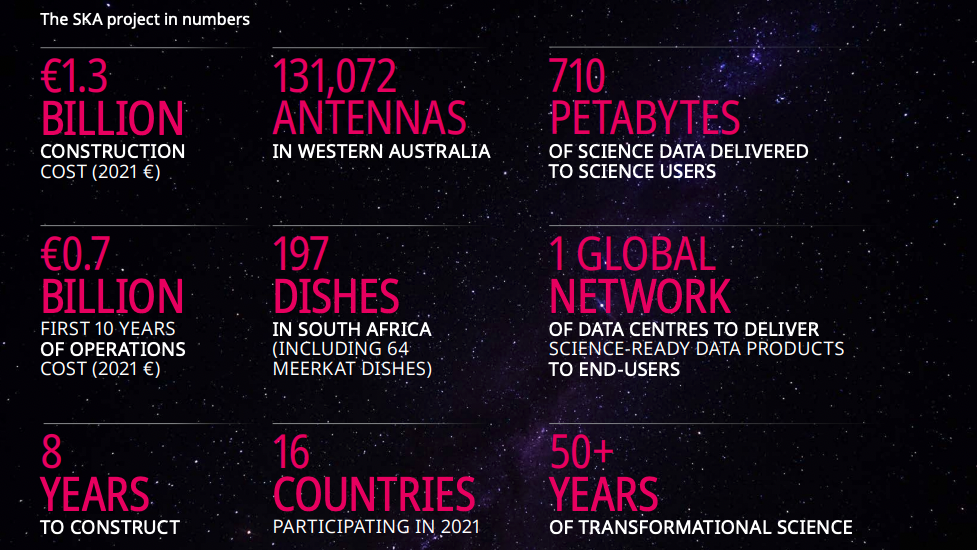 The SKA project in numbers
€1.3
BILLION
CONSTRUCTION
COST (2021 €)
131,072
ANTENNAS
IN WESTERN AUSTRALIA
710
PETABYTES
OF SCIENCE DATA DELIVERED
TO SCIENCE USERS
€0.7
BILLION
FIRST 10 YEARS
OF OPERATIONS
COST (2021 €)
197
DISHES
IN SOUTH AFRICA
(INCLUDING 64
MEERKAT DISHES)
1 GLOBAL
NETWORK
OF DATA CENTRES TO DELIVER
SCIENCE-READY DATA PRODUCTS
TO END-USERS
8
YEARS
TO CONSTRUCT
16
COUNTRIES
PARTICIPATING IN 2021
50+
YEARS
OF TRANSFORMATIONAL SCIENCE